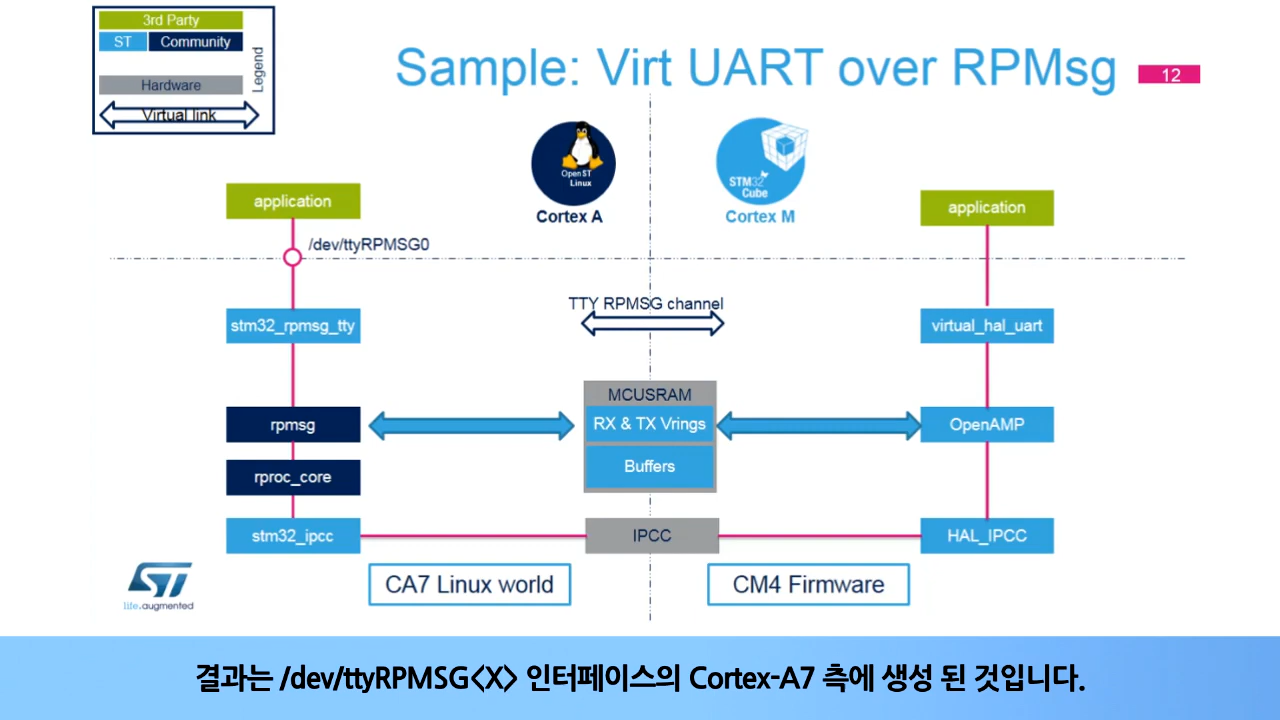 3rd Party
ST
Community
Legend
Hardware
Virtual link
Sample: Virt UART over RPMsg
12
OpenST
Linux
Cortex A
STM32
Cube
Cortex M
application
application
/dev/ttyRPMSG0
TTY RPMSG channel
stm32_rpmsg_tty
virtual_hal_uart
MCUSRAM
rpmsg
RX & TX Vrings
OpenAMP
Buffers
rproc_core
stm32_ipcc
IPCC
HAL_IPCC
CA7 Linux world
CM4 Firmware
ST
life.augmented
결과는 /dev/ttyRPMSG<X> 인터페이스의 Cortex-A7 측에 생성 된 것입니다.